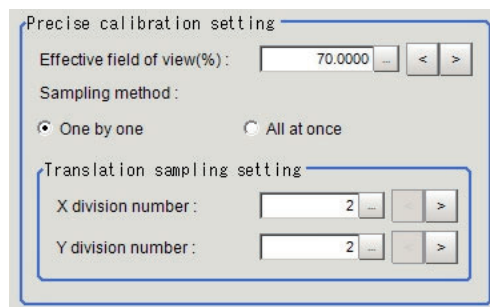 Precise calibration setting
Effective field of view(%) : 70.0000 ... < >
Sampling method :
One by one All at once
Translation sampling setting
X division number : 2 ... < >
Y division number : 2 ... < >